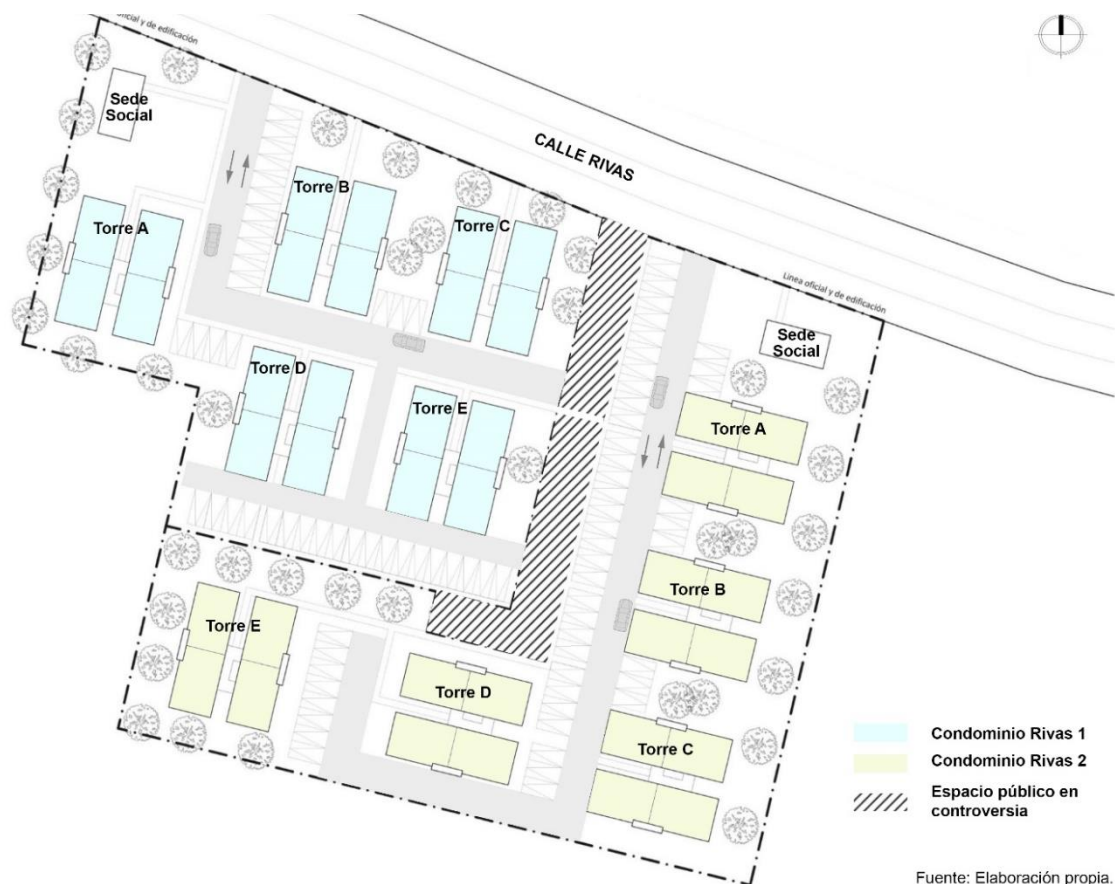 oficial y de edificación
Sede
Social
CALLE RIVAS
Torre B
Torre A
Torre C
Línea oficial y de edificación
Sede
Social
Torre D
Torre E
Torre A
Torre B
Torre E
Torre D
Torre C
Condominio Rivas 1
Condominio Rivas 2
Espacio público en
controversia
Fuente: Elaboración propia.